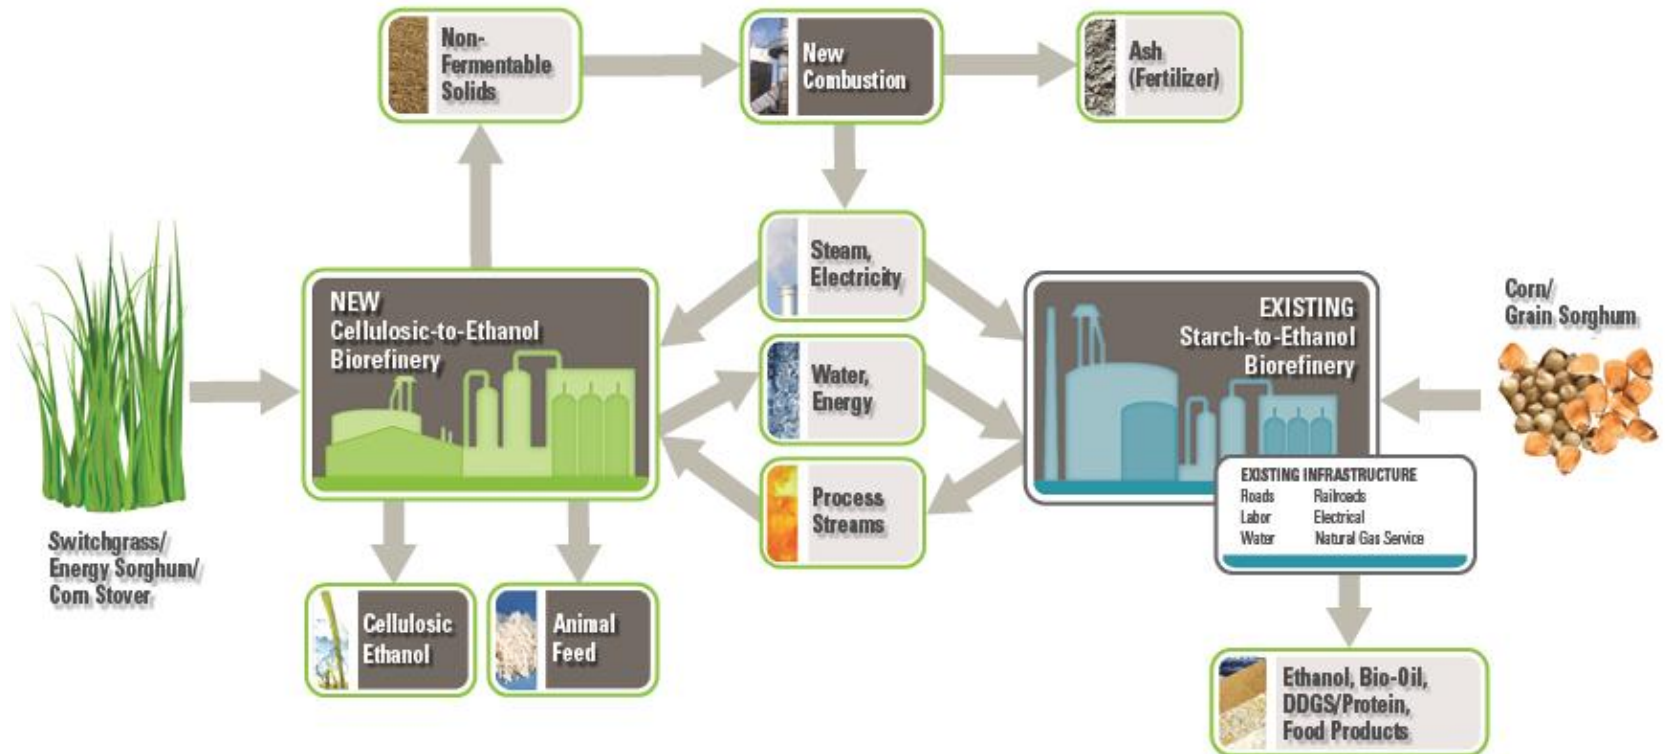 Non-
Fermentable
Solids
New
Combustion
Ash
(Fertilizer)
Steam,
Electricity
NEW
Cellulosic-to-Ethanol
Biorefinery
EXISTING
Starch-to-Ethanol
Biorefinery
Corn/
Grain Sorghum
Water,
Energy
Process
Streams
EXISTING INFRASTRUCTURE
Roads Railroads
Labor Electrical
Water Natural Gas Service
Switchgrass/
Energy Sorghum/
Corn Stover
Cellulosic
Ethanol
Animal
Feed
Ethanol, Bio-Oil,
DDGS/Protein,
Food Products